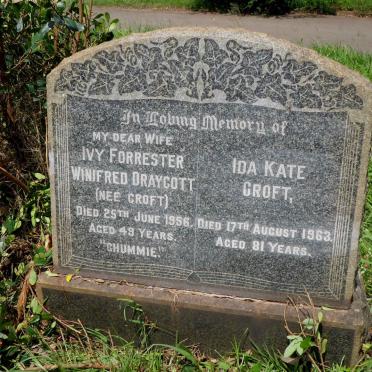 In Loving Memory of
MY DEAR WIFE
IVY FORRESTER
WINIFRED DRAYCOTT
(NEE CROFT)
DIED 25TH JUNE 1956,
AGED 49 YEARS.
"CHUMMIE."
IDA KATE
CROFT,
DIED 17TH AUGUST 1963.
AGED 81 YEARS.